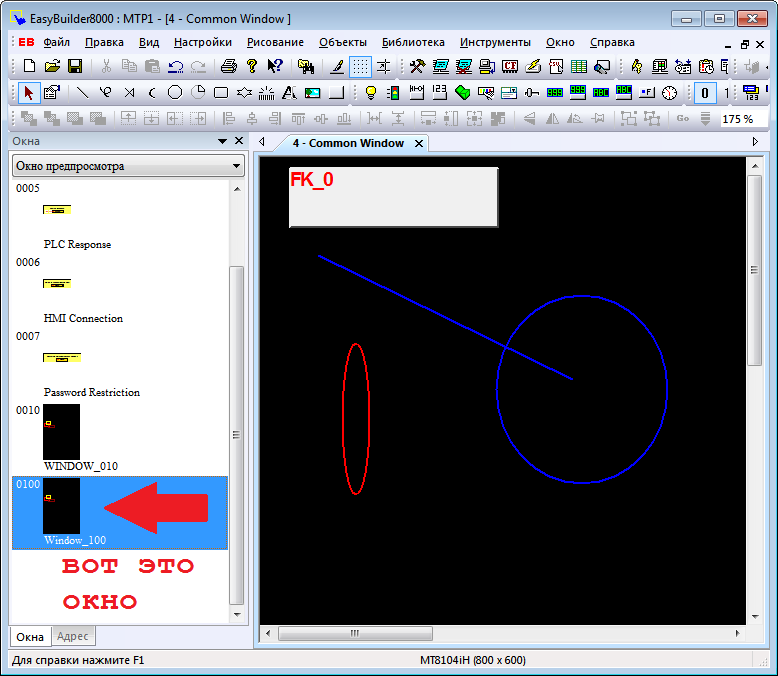 EasyBuilder8000 : MTP1 - [4 - Common Window ]
EB Файл Правка Вид Настройки Рисование Объекты Библиотека Инструменты Окно Справка
175 %
Окна
4 - Common Window
Окно предпросмотра
0005
PLC Response
0006
HMI Connection
0007
Password Restriction
0010
WINDOW_010
0100
Window_100
вот это
окно
FK_0
Окна Адрес
Для справки нажмите F1
MT8104iH (800 x 600)